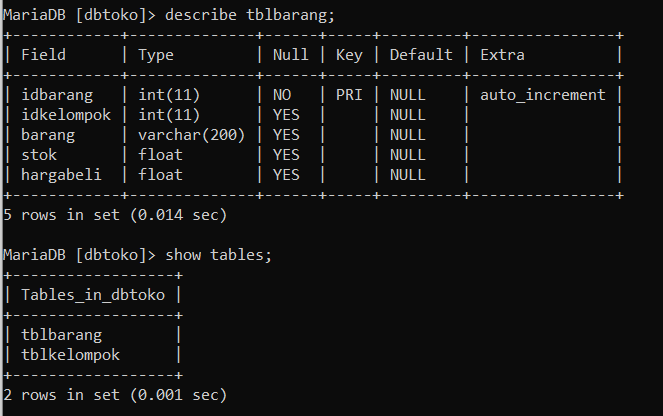 MariaDB [dbtoko]> describe tblbarang;
+------------+--------------+------+-----+---------+----------------+
| Field      | Type         | Null | Key | Default | Extra          |
+------------+--------------+------+-----+---------+----------------+
| idbarang   | int(11)      | NO   | PRI | NULL    | auto_increment |
| idkelompok | int(11)      | YES  |     | NULL    |                |
| barang     | varchar(200) | YES  |     | NULL    |                |
| stok       | float        | YES  |     | NULL    |                |
| hargabeli  | float        | YES  |     | NULL    |                |
+------------+--------------+------+-----+---------+----------------+
5 rows in set (0.014 sec)

MariaDB [dbtoko]> show tables;
+------------------+
| Tables_in_dbtoko |
+------------------+
| tblbarang        |
| tblkelompok      |
+------------------+
2 rows in set (0.001 sec)